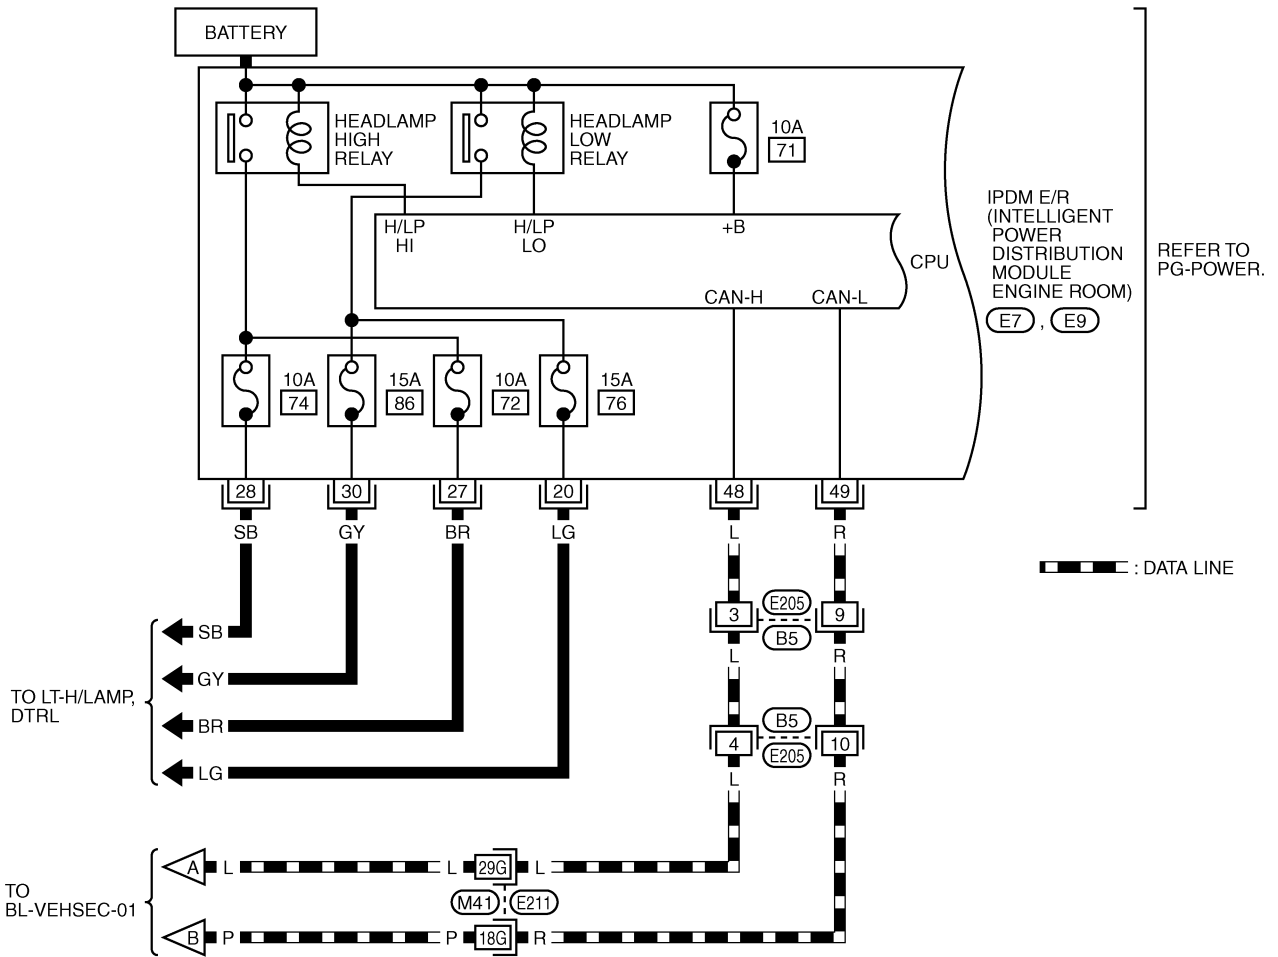 BATTERY
HEADLAMP
HIGH
RELAY
HEADLAMP
LOW
RELAY
10A
71
H/LP
HI
H/LP
LO
+B
CPU
CAN-H
CAN-L
IPDM E/R
(INTELLIGENT
POWER
DISTRIBUTION
MODULE
ENGINE ROOM)
E7 , E9
REFER TO
PG-POWER.
10A
74
15A
86
10A
72
15A
76
28
30
27
20
48
49
SB
GY
BR
LG
L
R
: DATA LINE
3
E205
9
B5
L
R
SB
GY
BR
LG
TO LT-H/LAMP,
DTRL
B5
4
10
E205
L
R
A
L
L
29G
L
M41
E211
TO
BL-VEHSEC-01
B
P
P
18G
R